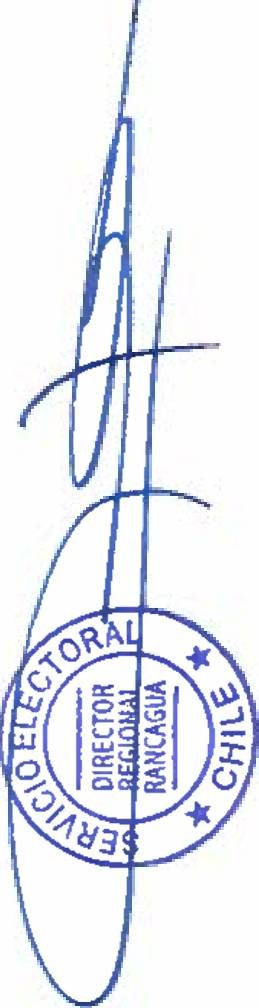 SERVICIO ELECTORAL
DIRECTOR
REGIONAL
RANCAGUA
★ CHILE ★